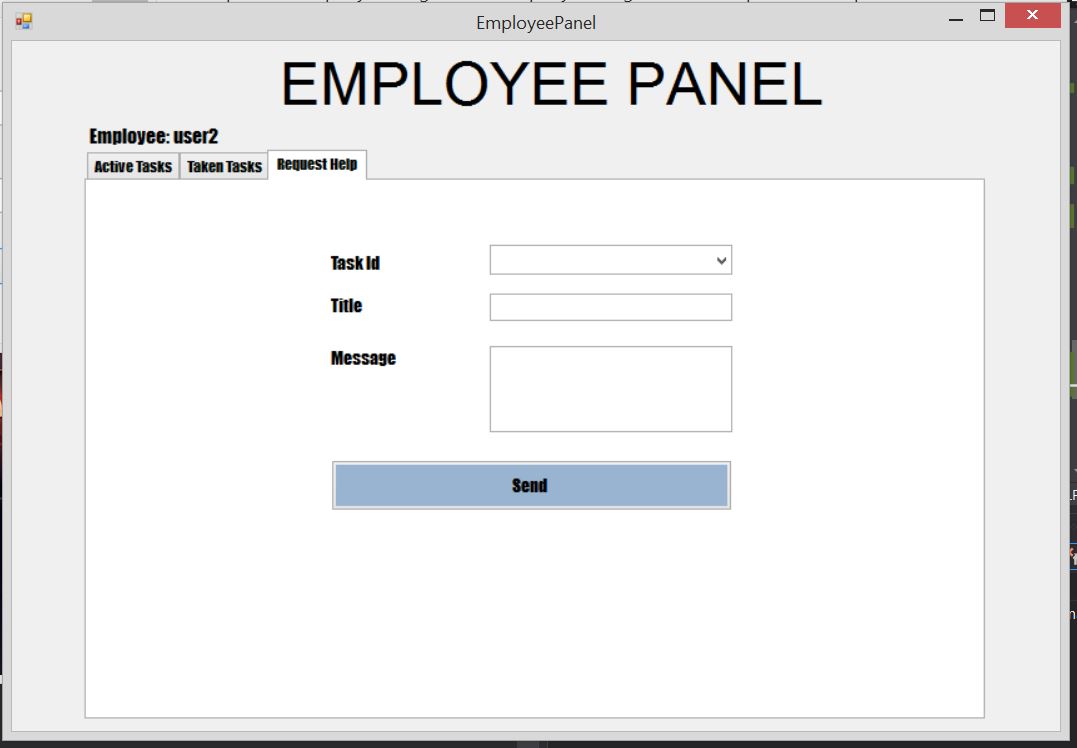 EmployeePanel
EMPLOYEE PANEL
Employee: user2
Active Tasks Taken Tasks Request Help
Task Id
Title
Message
Send